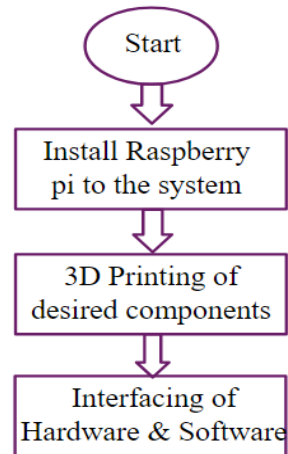 Start
Install Raspberry
pi to the system
3D Printing of
desired components
Interfacing of
Hardware & Software